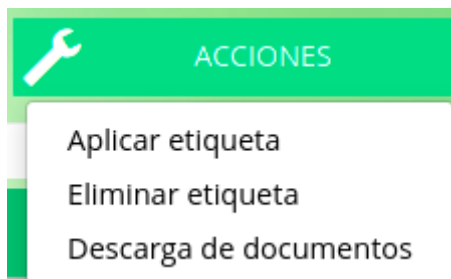 ACCIONES
Aplicar etiqueta
Eliminar etiqueta
Descarga de documentos